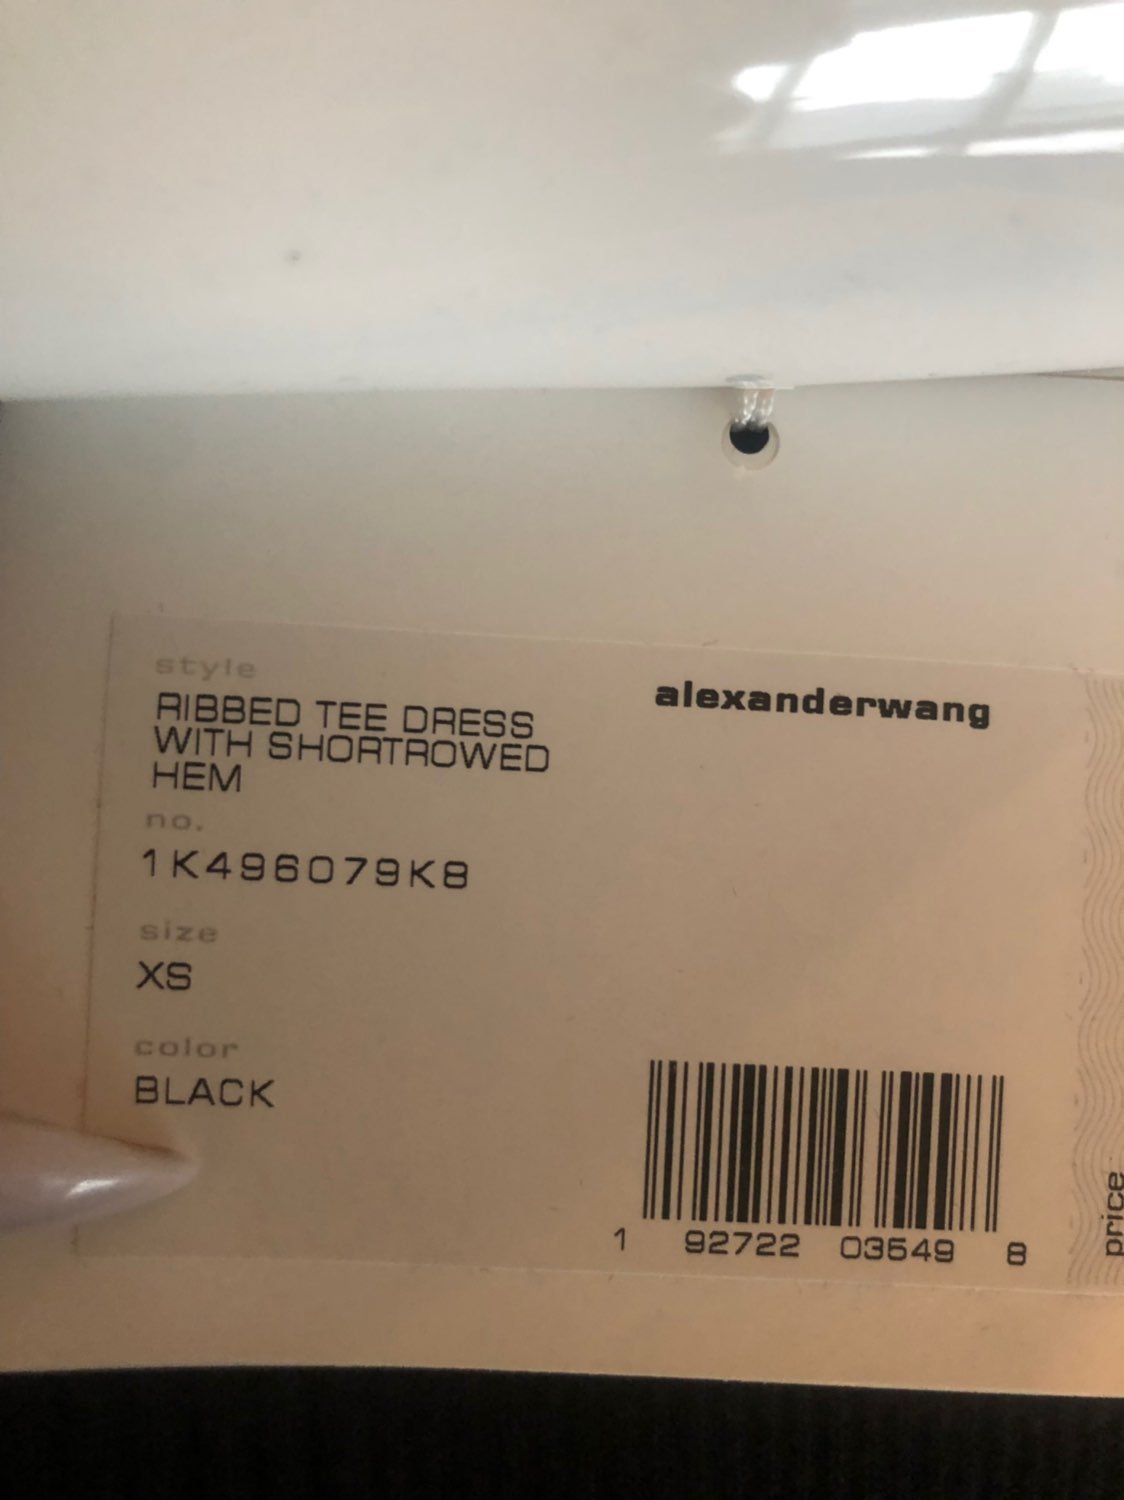 style
RIBBED TEE DRESS
WITH SHORTROWED
HEM
no.
1K496079K8
size
XS
color
BLACK
alexanderwang
1 92722 03549 8
price